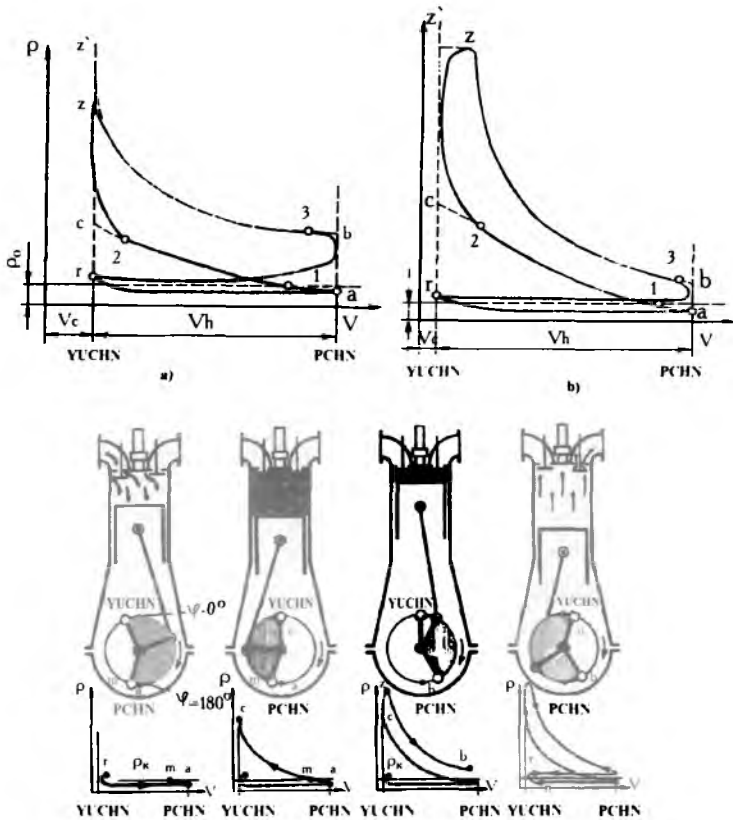 z`
ρ
z
c
2
3
b
r
1
a
ρ₀
Vc
Vh
V
YUCHN
PCHN
a)
z`
z
c
2
3
b
r
1
a
Vc
Vh
V
YUCHN
PCHN
b)
YUCHN
φ-0°
PCHN
φ=180°
YUCHN
m
a
PCHN
YUCHN
b
PCHN
YUCHN
b
PCHN
ρ
r
ρк
m
a
V
YUCHN
PCHN
ρ
c
m
a
V
YUCHN
PCHN
ρ
z
c
ρк
b
V
YUCHN
PCHN
ρ
r
V
YUCHN
PCHN